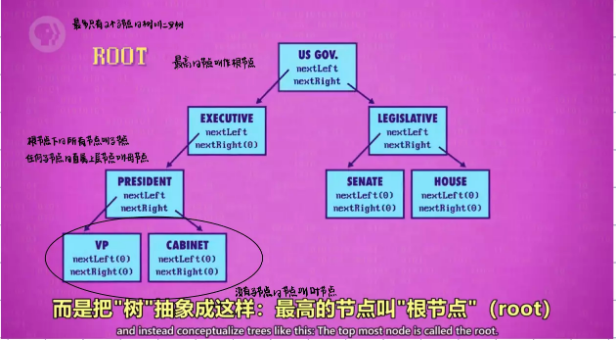 PBS
最多只有2个子节点的树叫二叉树
ROOT
最高的节点叫作根节点
US GOV.
nextLeft
nextRight
EXECUTIVE
nextLeft
nextRight(0)
LEGISLATIVE
nextLeft
nextRight
根节点下的所有节点叫子节点
任何子节点的直属上层节点叫母节点
PRESIDENT
nextLeft
nextRight
SENATE
nextLeft(0)
nextRight(0)
HOUSE
nextLeft(0)
nextRight(0)
VP
nextLeft(0)
nextRight(0)
CABINET
nextLeft(0)
nextRight(0)
没有子节点的节点叫叶节点
而是把"树"抽象成这样：最高的节点叫"根节点"（root）
and instead conceptualize trees like this: The top most node is called the root.